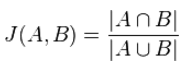 J(A, B) = |A ∩ B| / |A ∪ B|